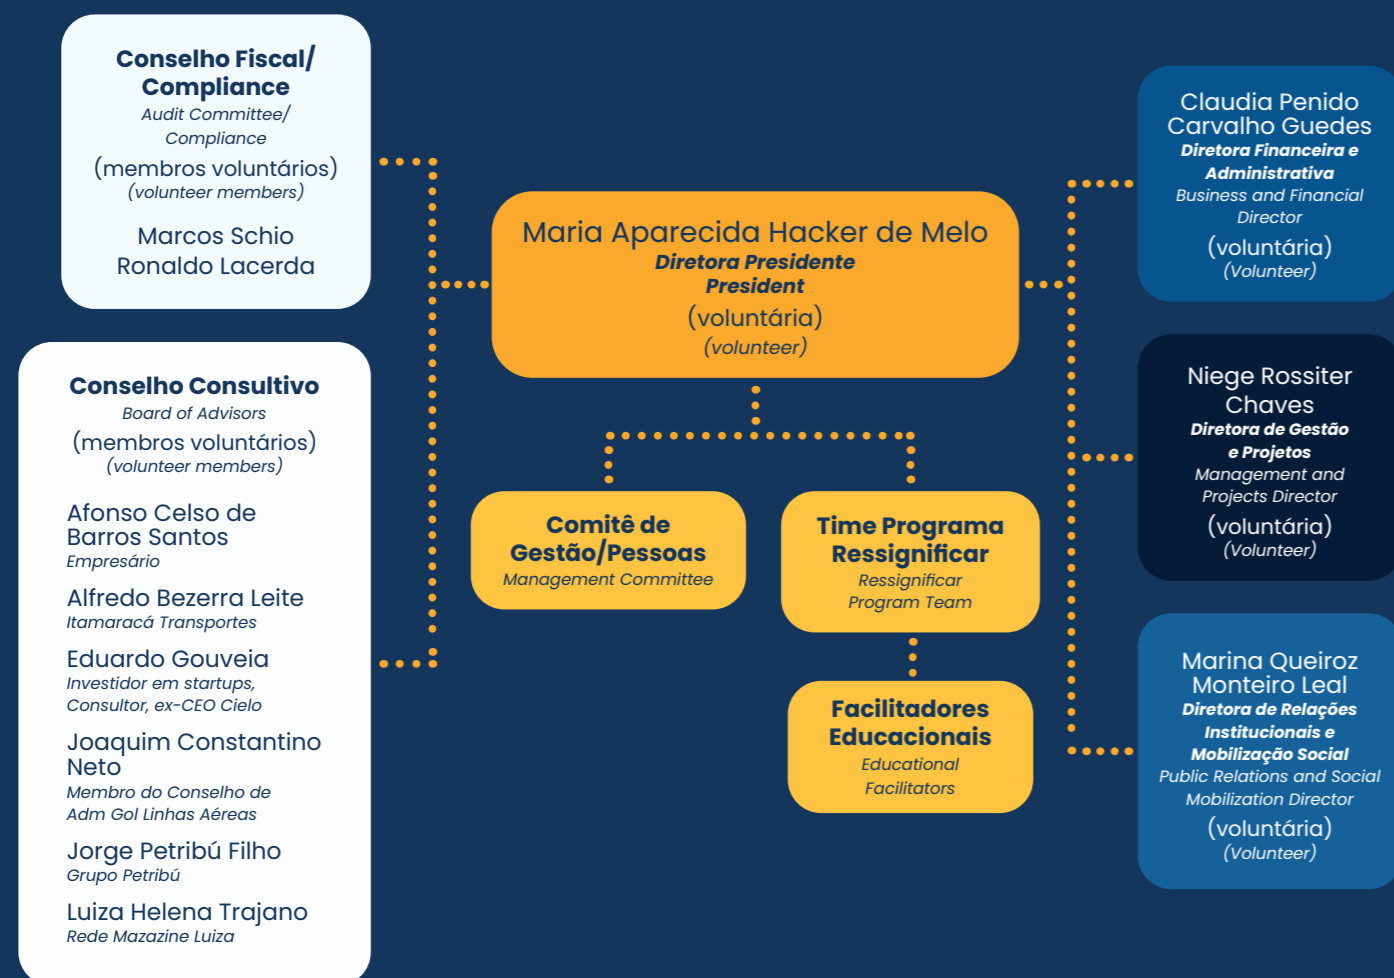 Conselho Fiscal/
Compliance
Audit Committee/
Compliance
(membros voluntários)
(volunteer members)
Marcos Schio
Ronaldo Lacerda
Conselho Consultivo
Board of Advisors
(membros voluntários)
(volunteer members)
Afonso Celso de
Barros Santos
Empresário
Alfredo Bezerra Leite
Itamaracá Transportes
Eduardo Gouveia
Investidor em startups,
Consultor, ex-CEO Cielo
Joaquim Constantino
Neto
Membro do Conselho de
Adm Gol Linhas Aéreas
Jorge Petribú Filho
Grupo Petribú
Luiza Helena Trajano
Rede Mazazine Luiza
Maria Aparecida Hacker de Melo
Diretora Presidente
President
(voluntária)
(volunteer)
Comitê de
Gestão/Pessoas
Management Committee
Time Programa
Ressignificar
Ressignificar
Program Team
Facilitadores
Educacionais
Educational
Facilitators
Claudia Penido
Carvalho Guedes
Diretora Financeira e
Administrativa
Business and Financial
Director
(voluntária)
(Volunteer)
Niege Rossiter
Chaves
Diretora de Gestão
e Projetos
Management and
Projects Director
(voluntária)
(Volunteer)
Marina Queiroz
Monteiro Leal
Diretora de Relações
Institucionais e
Mobilização Social
Public Relations and Social
Mobilization Director
(voluntária)
(Volunteer)